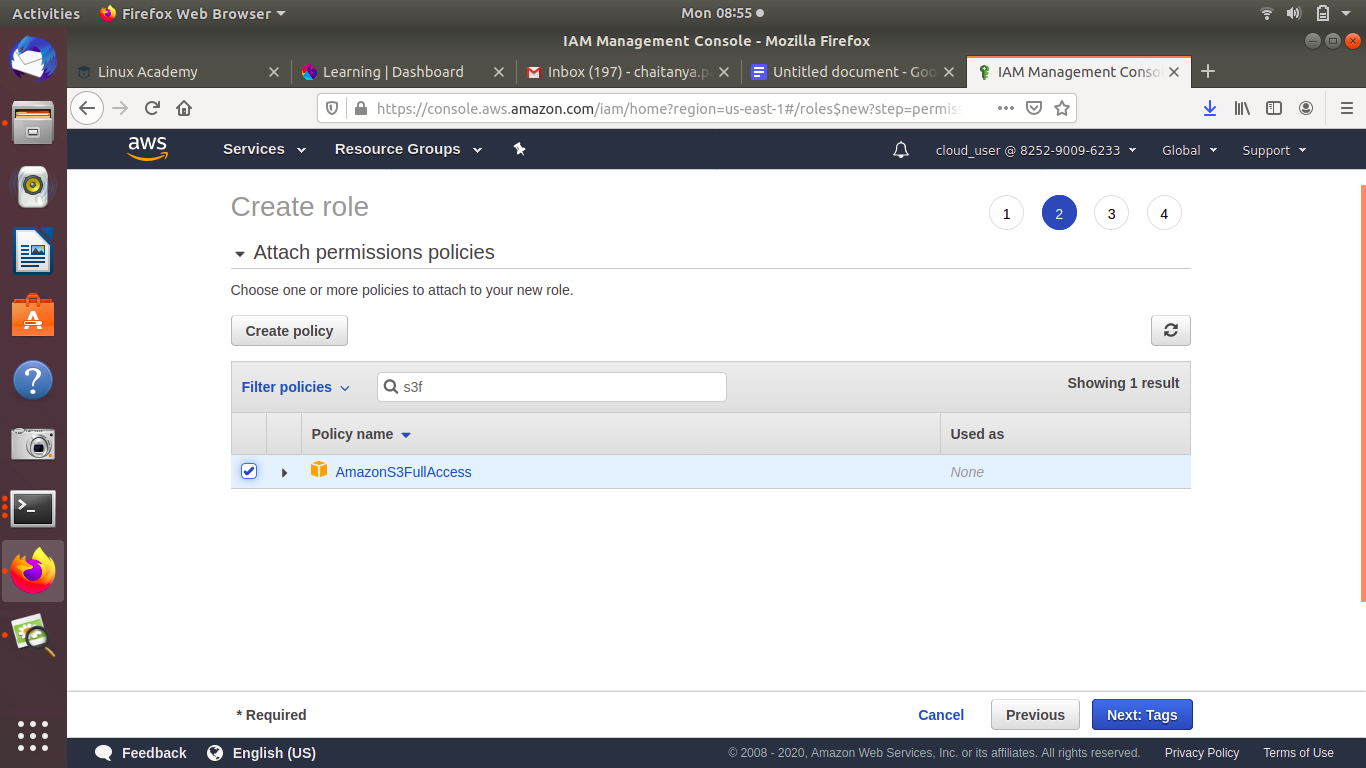 Activities Firefox Web Browser Mon 08:55
IAM Management Console - Mozilla Firefox
Linux Academy Learning | Dashboard Inbox (197) - chaitanya.p Untitled document - Goo IAM Management Conso
https://console.aws.amazon.com/iam/home?region=us-east-1#/roles$new?step=permis
aws Services Resource Groups cloud_user @ 8252-9009-6233 Global Support
Create role 1 2 3 4
Attach permissions policies
Choose one or more policies to attach to your new role.
Create policy
Filter policies s3f Showing 1 result
Policy name Used as
AmazonS3FullAccess None
* Required Cancel Previous Next: Tags
Feedback English (US) © 2008 - 2020, Amazon Web Services, Inc. or its affiliates. All rights reserved. Privacy Policy Terms of Use